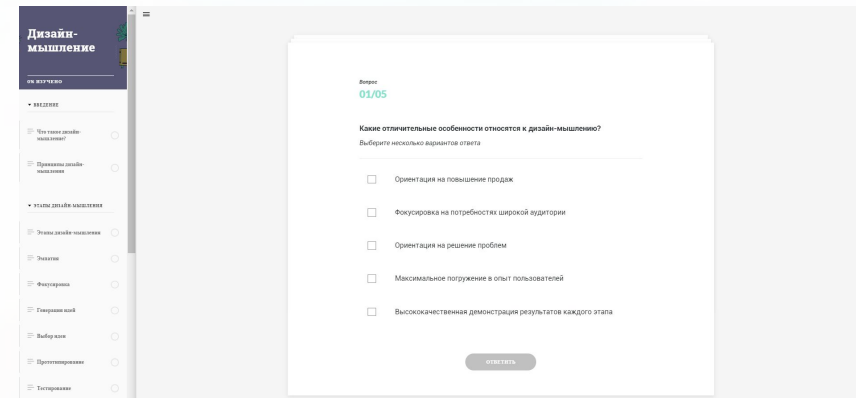 Дизайн-
мышление
0% ИЗУЧЕНО
ВВЕДЕНИЕ
Что такое дизайн-
мышление?
Принципы дизайн-
мышления
ЭТАПЫ ДИЗАЙН-МЫШЛЕНИЯ
Этапы дизайн-мышления
Эмпатия
Фокусировка
Генерация идей
Выбор идеи
Прототипирование
Тестирование
Вопрос
01/05
Какие отличительные особенности относятся к дизайн-мышлению?
Выберите несколько вариантов ответа
Ориентация на повышение продаж
Фокусировка на потребностях широкой аудитории
Ориентация на решение проблем
Максимальное погружение в опыт пользователей
Высококачественная демонстрация результатов каждого этапа
ОТВЕТИТЬ